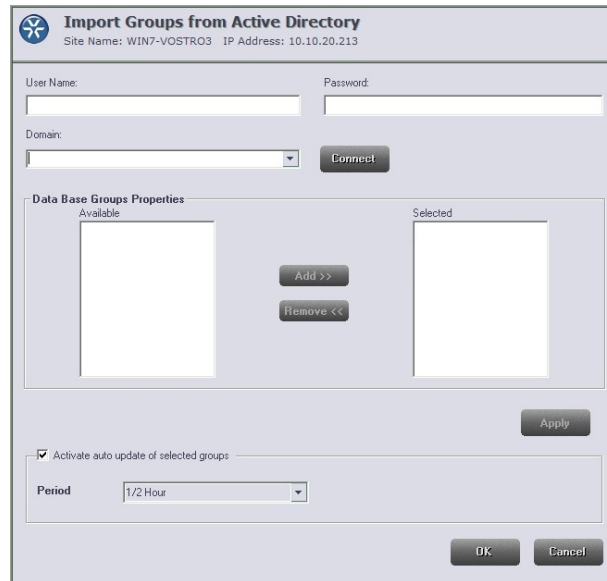 Import Groups from Active Directory
Site Name: WIN7-VOSTRO3 IP Address: 10.10.20.213
User Name: Password:
Domain:
Connect
Data Base Groups Properties
Available Selected
Add >>
Remove <<
Apply
Activate auto update of selected groups
Period 1/2 Hour
OK Cancel